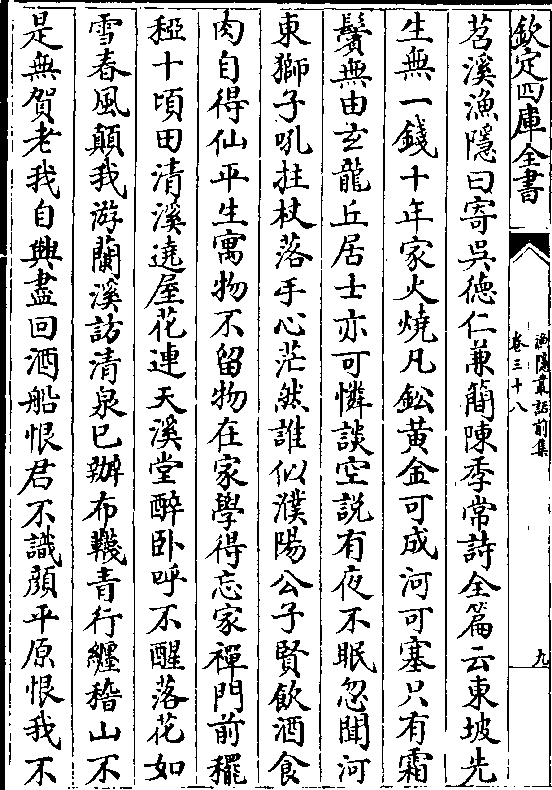 欽定四庫全書
漁隠叢話前集
卷三十八
九
苕溪漁隱曰寄吳德仁兼簡陳季常詩全篇云東坡先
生無一錢十年家火燒凡鈆黃金可成河可塞只有霜
鬢無由玄龍丘居士亦可憐談空説有夜不眠忽聞河
東獅子吼拄杖落手心茫然誰似濮陽公子賢飲酒食
肉自得仙平生寓物不留物在家學得忘家禪門前䆉
稏十頃田清溪遶屋花連天溪堂醉卧呼不醒落花如
雪春風顛我游蘭溪訪清泉已辦布韈青行纏稽山不
是無賀老我自興盡回酒船恨君不識顔平原恨我不